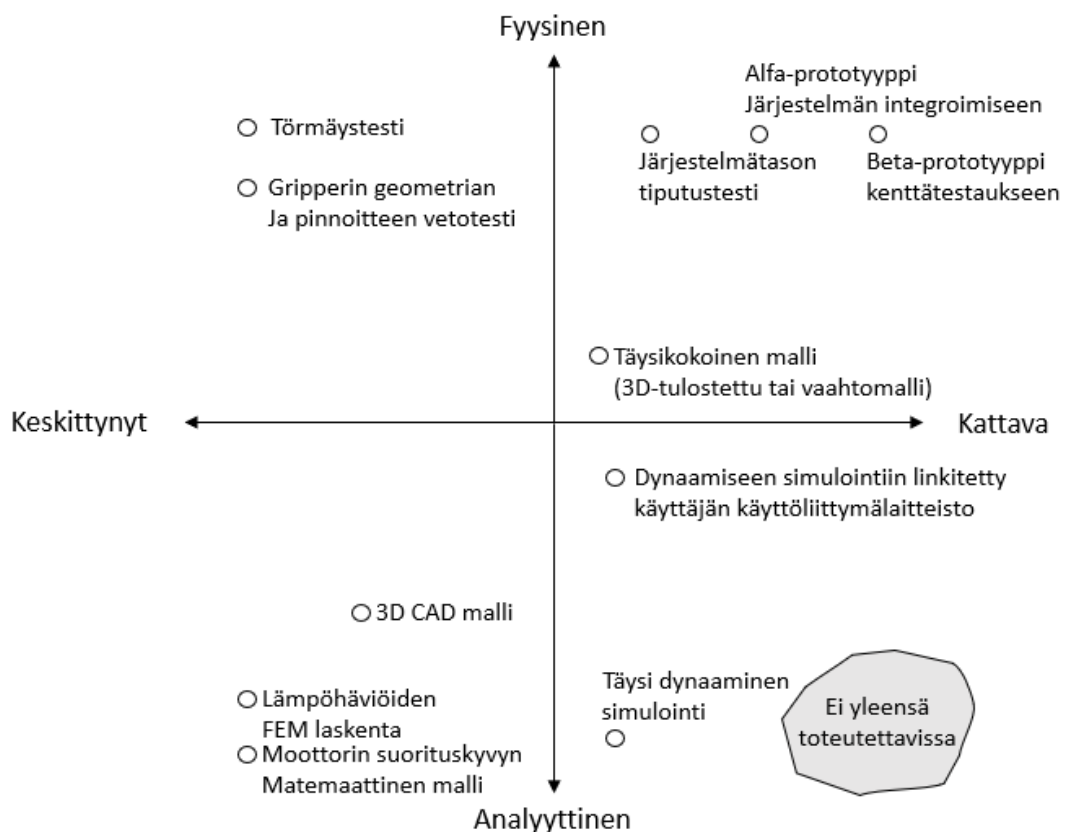 Fyysinen
Alfa-prototyyppi
Järjestelmän integroimiseen
Törmäystesti
Järjestelmätason
tiputustesti
Beta-prototyyppi
kenttätestaukseen
Gripperin geometrian
Ja pinnoitteen vetotesti
Täysikokoinen malli
(3D-tulostettu tai vaahtomalli)
Keskittynyt
Kattava
Dynaamiseen simulointiin linkitetty
käyttäjän käyttöliittymälaitteisto
3D CAD malli
Lämpöhäviöiden
FEM laskenta
Moottorin suorituskyvyn
Matemaattinen malli
Täysi dynaaminen
simulointi
Ei yleensä
toteutettavissa
Analyyttinen